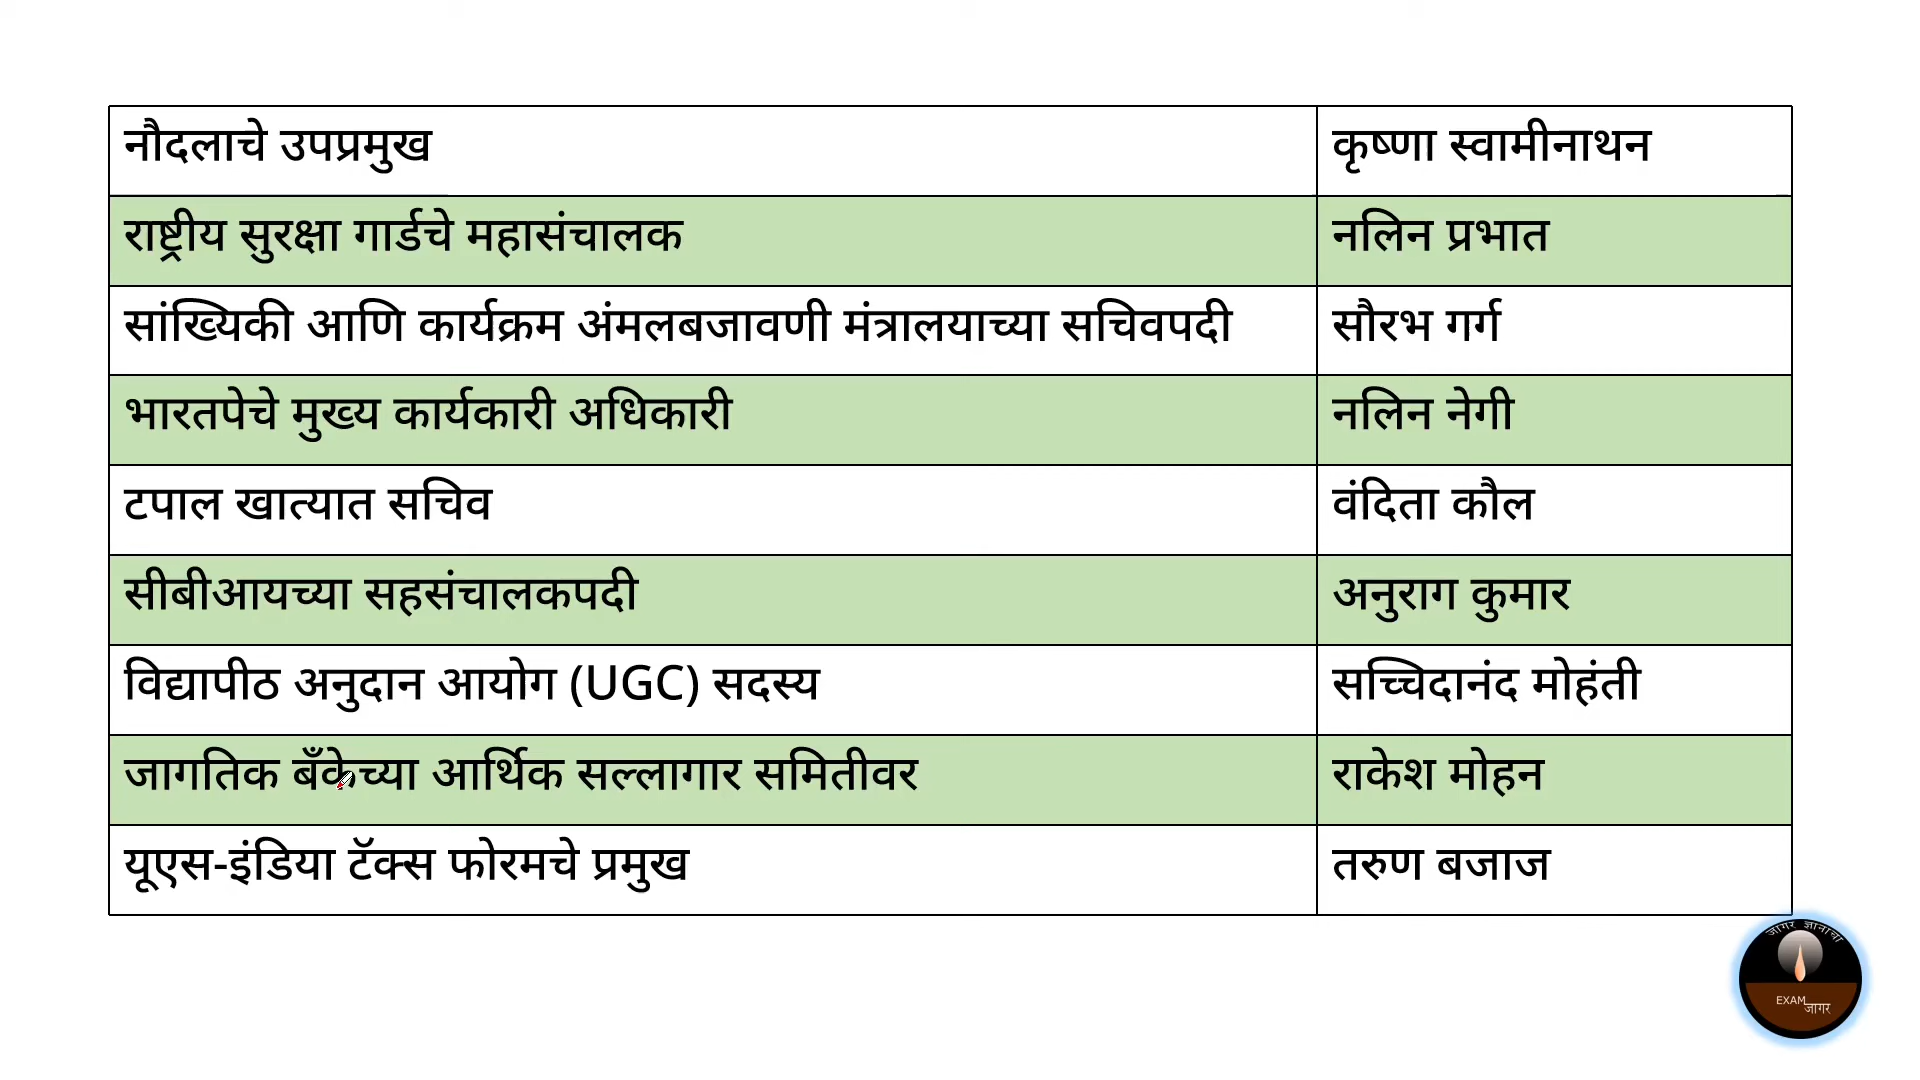 नौदलाचे उपप्रमुख कृष्णा स्वामीनाथन
राष्ट्रीय सुरक्षा गार्डचे महासंचालक नलिन प्रभात
सांख्यिकी आणि कार्यक्रम अंमलबजावणी मंत्रालयाच्या सचिवपदी सौरभ गर्ग
भारतपेचे मुख्य कार्यकारी अधिकारी नलिन नेगी
टपाल खात्यात सचिव वंदिता कौल
सीबीआयच्या सहसंचालकपदी अनुराग कुमार
विद्यापीठ अनुदान आयोग (UGC) सदस्य सच्चिदानंद मोहंती
जागतिक बँकेच्या आर्थिक सल्लागार समितीवर राकेश मोहन
यूएस-इंडिया टॅक्स फोरमचे प्रमुख तरुण बजाज
जागर ज्ञानाचा
EXAM जागर